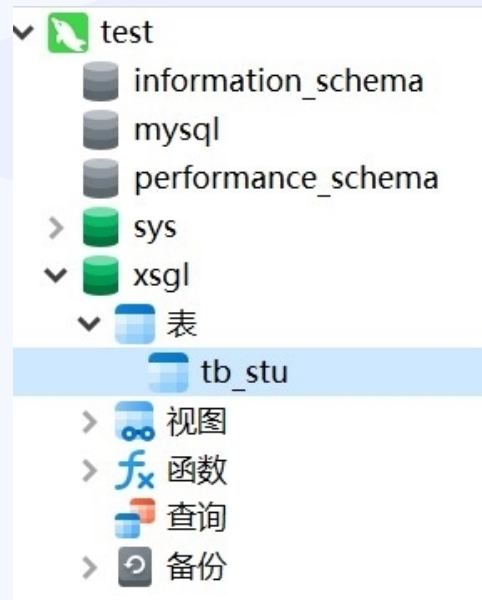 test
information_schema
mysql
performance_schema
sys
xsgl
表
tb_stu
视图
函数
查询
备份